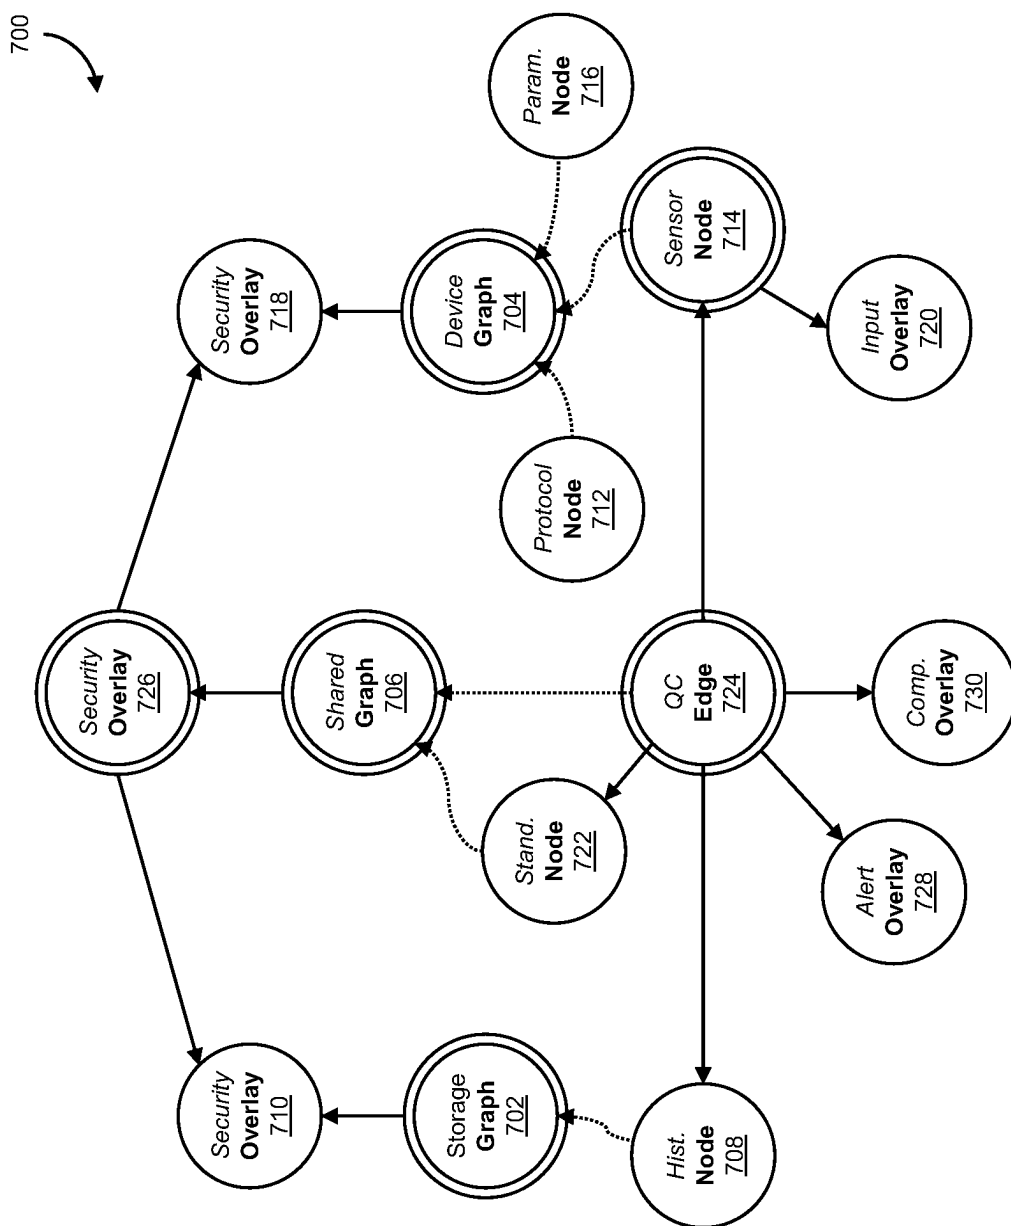 700
Security
Overlay
726
Security
Overlay
710
Security
Overlay
718
Storage
Graph
702
Shared
Graph
706
Device
Graph
704
Hist.
Node
708
Stand.
Node
722
QC
Edge
724
Protocol
Node
712
Sensor
Node
714
Param.
Node
716
Alert
Overlay
728
Comp.
Overlay
730
Input
Overlay
720